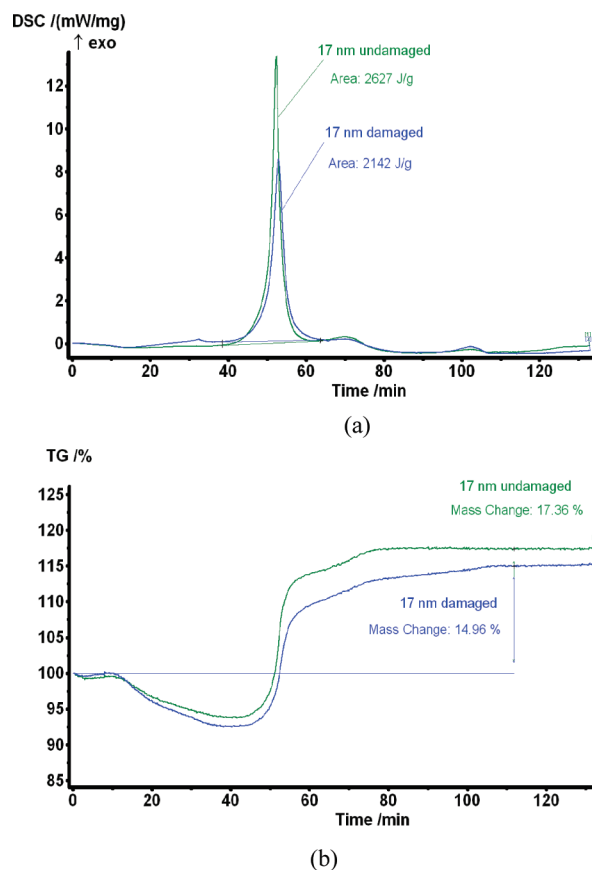 DSC /(mW/mg)
↑ exo
17 nm undamaged
Area: 2627 J/g
17 nm damaged
Area: 2142 J/g
12
10
8
6
4
2
0
0 20 40 60 80 100 120
Time /min
(a)
TG /%
125
120
115
110
105
100
95
90
85
17 nm undamaged
Mass Change: 17.36 %
17 nm damaged
Mass Change: 14.96 %
0 20 40 60 80 100 120
Time /min
(b)